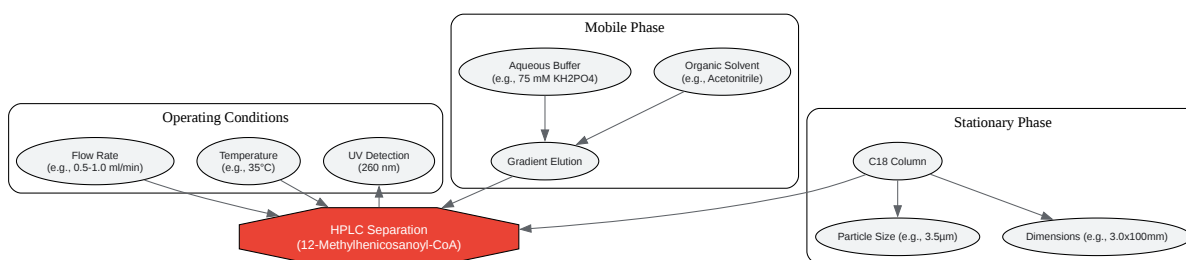 Mobile Phase
Aqueous Buffer
(e.g., 75 mM KH2PO4)
Organic Solvent
(e.g., Acetonitrile)
Gradient Elution
Operating Conditions
Flow Rate
(e.g., 0.5-1.0 ml/min)
Temperature
(e.g., 35°C)
UV Detection
(260 nm)
Stationary Phase
C18 Column
Particle Size (e.g., 3.5µm)
Dimensions (e.g., 3.0x100mm)
HPLC Separation
(12-Methylhenicosanoyl-CoA)